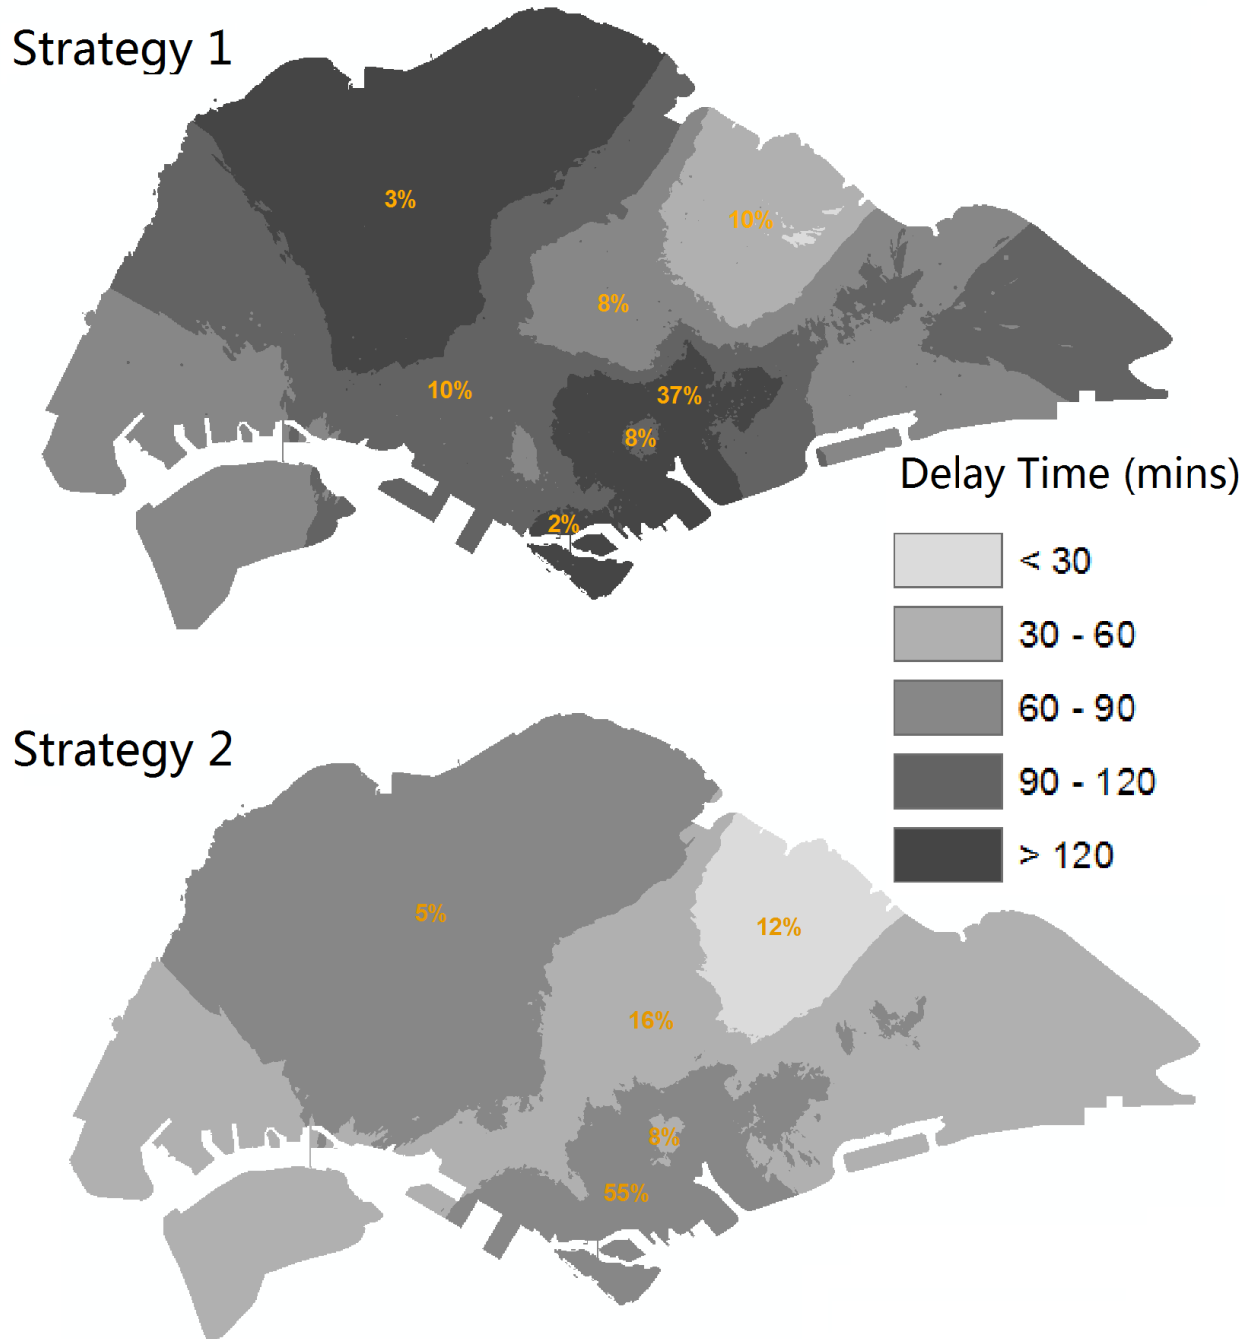 Strategy 1
3%
10%
8%
10%
37%
8%
2%
Delay Time (mins)
< 30
30 - 60
60 - 90
90 - 120
> 120
Strategy 2
5%
12%
16%
8%
55%